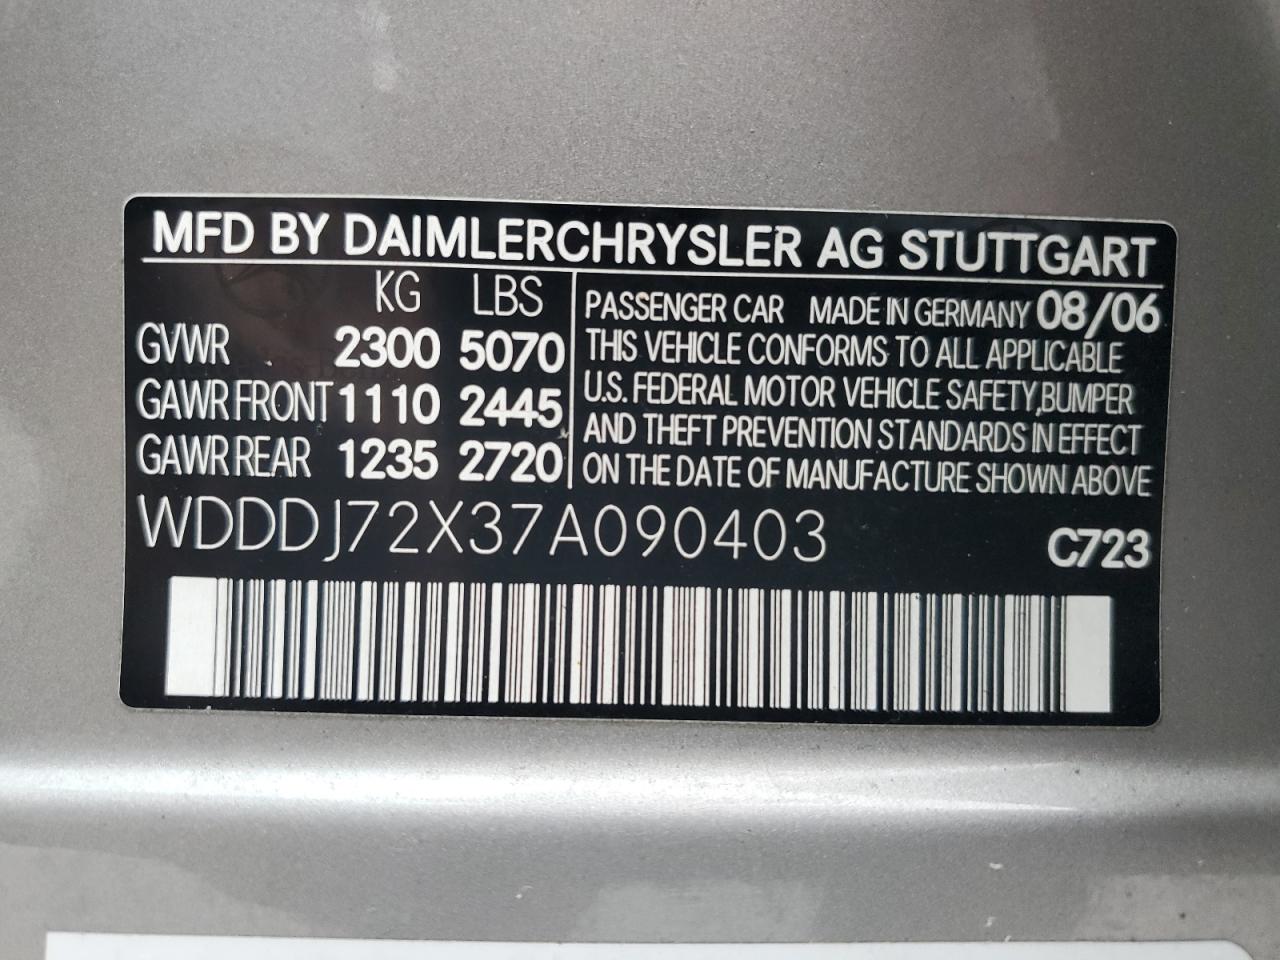 MFD BY DAIMLERCHRYSLER AG STUTTGART
KG LBS
GVWR 2300 5070
GAWR FRONT 1110 2445
GAWR REAR 1235 2720
PASSENGER CAR MADE IN GERMANY 08/06
THIS VEHICLE CONFORMS TO ALL APPLICABLE
U.S. FEDERAL MOTOR VEHICLE SAFETY,BUMPER
AND THEFT PREVENTION STANDARDS IN EFFECT
ON THE DATE OF MANUFACTURE SHOWN ABOVE
WDDDJ72X37A090403 C723